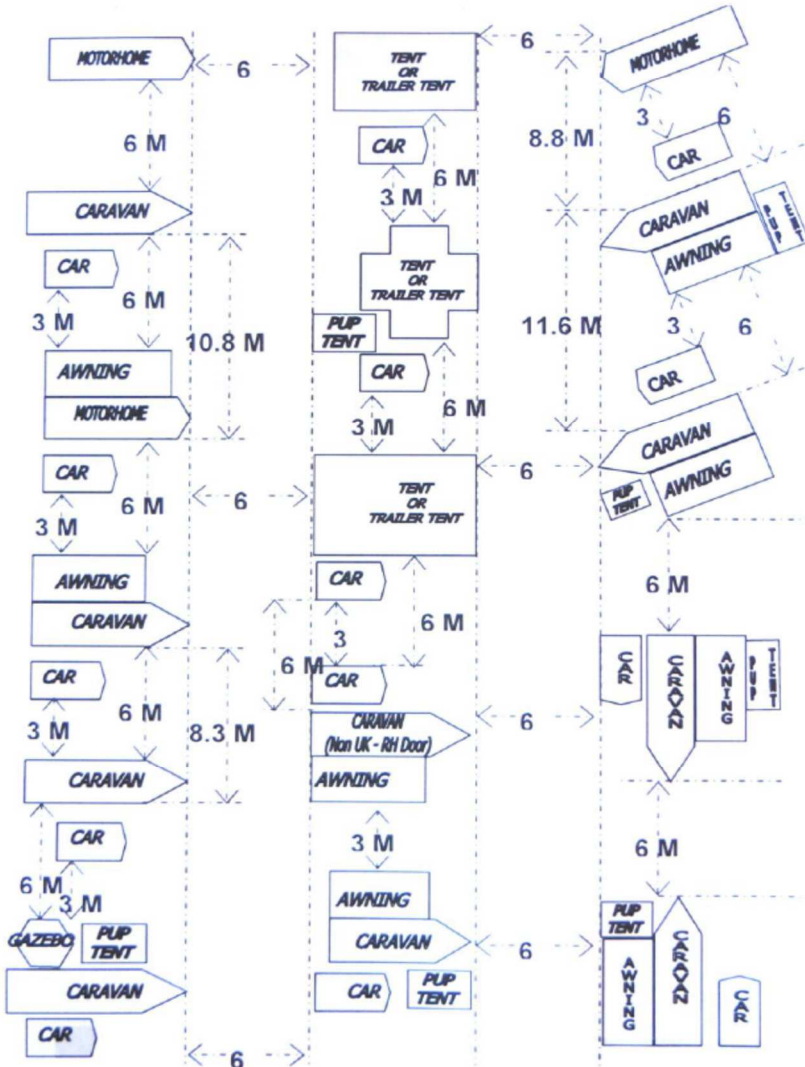 MOTORHOME
6
TENT
OR
TRAILER TENT
6
MOTORHOME
6 M
CAR
3 M
6 M
8.8 M
3
6
CAR
CARAVAN
CAR
3 M
6 M
10.8 M
TENT
OR
TRAILER TENT
PUP
TENT
CARAVAN
AWNING
PUP
TENT
11.6 M
3
6
AWNING
MOTORHOME
CAR
3 M
6 M
CAR
CAR
3 M
6 M
6
TENT
OR
TRAILER TENT
6
CARAVAN
AWNING
PUP
TENT
AWNING
CARAVAN
CAR
3
6 M
6 M
6 M
CAR
3 M
6 M
8.3 M
CAR
CARAVAN
(Non UK - RH Door)
AWNING
6
CAR
CARAVAN
AWNING
PUP
TENT
CARAVAN
CAR
6 M
3 M
3 M
6 M
GAZEBO
PUP
TENT
CARAVAN
CAR
AWNING
CARAVAN
6
CAR
PUP
TENT
PUP
TENT
AWNING
CARAVAN
CAR
6